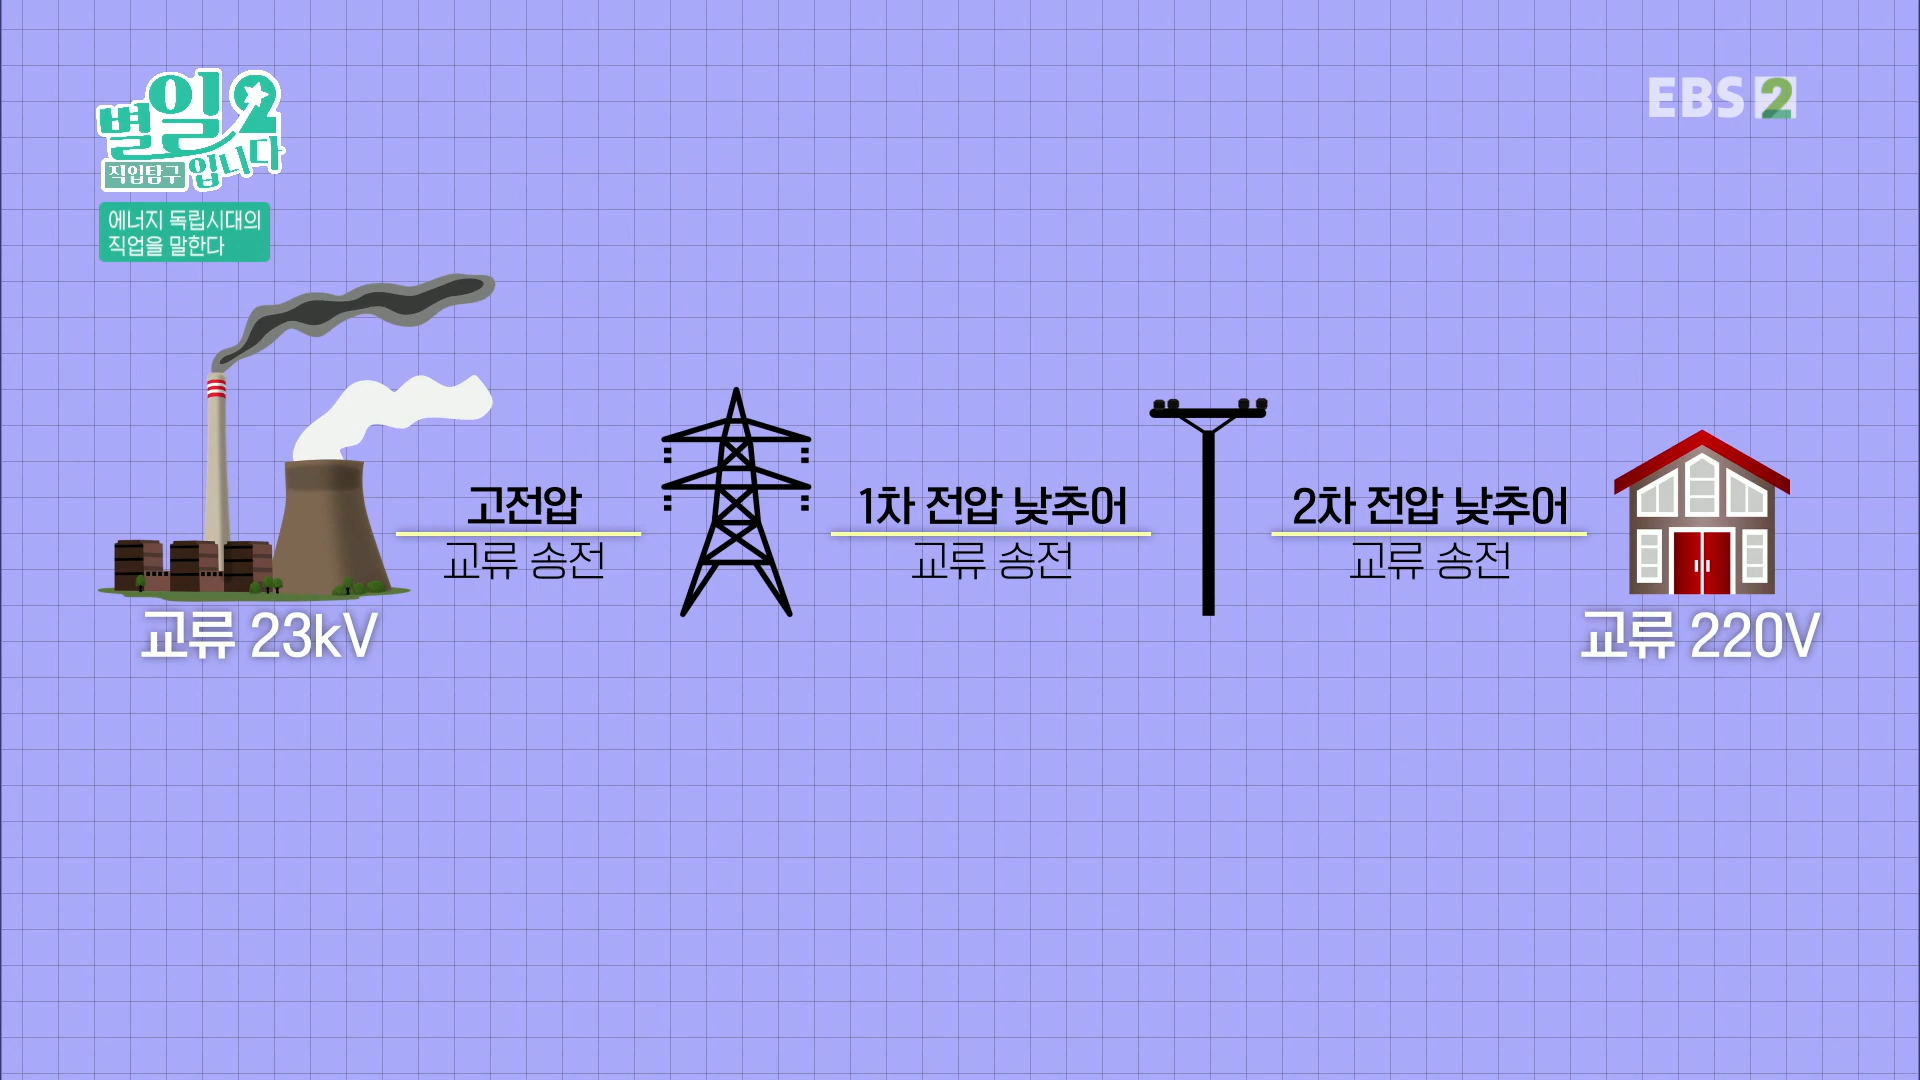 별일2
입니다
직업탐구
에너지 독립시대의
직업을 말한다
EBS 2
고전압
교류 송전
1차 전압 낮추어
교류 송전
2차 전압 낮추어
교류 송전
교류 23kV
교류 220V